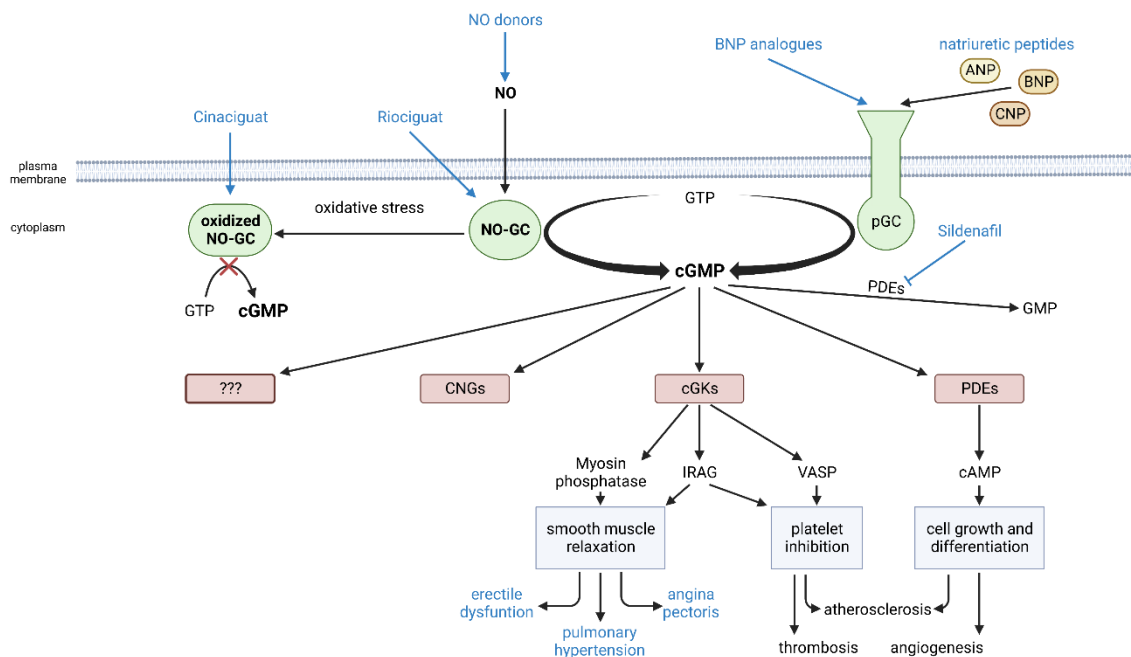 NO donors
BNP analogues
natriuretic peptides
ANP
BNP
CNP
NO
Cinaciguat
Riociguat
plasma
membrane
cytoplasm
oxidized
NO-GC
oxidative stress
NO-GC
GTP
pGC
Sildenafil
GTP
cGMP
cGMP
PDEs
GMP
???
CNGs
cGKs
PDEs
Myosin
phosphatase
IRAG
VASP
cAMP
smooth muscle
relaxation
platelet
inhibition
cell growth and
differentiation
erectile
dysfuntion
angina
pectoris
pulmonary
hypertension
atherosclerosis
thrombosis
angiogenesis